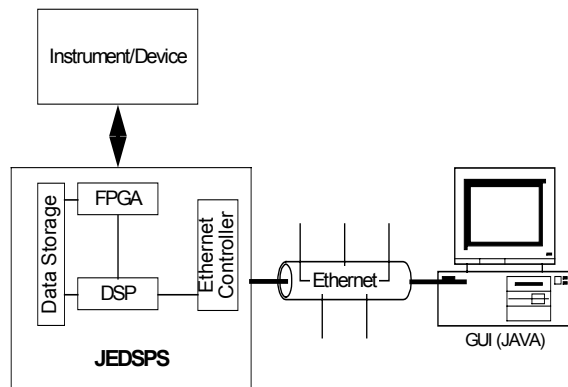 Instrument/Device
Data Storage
FPGA
DSP
Ethernet
Controller
JEDSPS
Ethernet
GUI (JAVA)